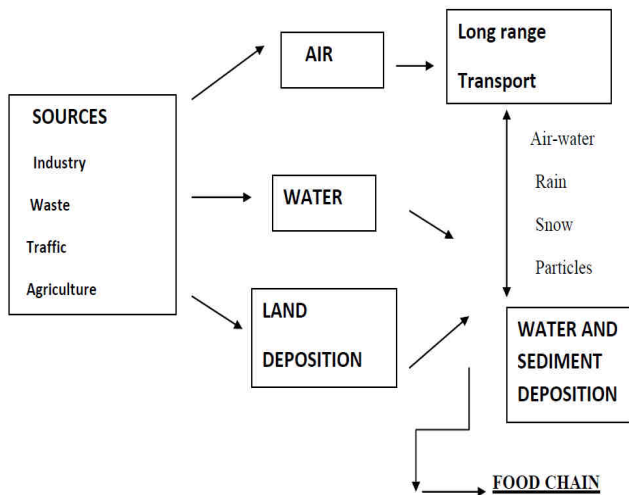 SOURCES
Industry
Waste
Traffic
Agriculture
AIR
WATER
LAND
DEPOSITION
Long range
Transport
Air-water
Rain
Snow
Particles
WATER AND
SEDIMENT
DEPOSITION
FOOD CHAIN